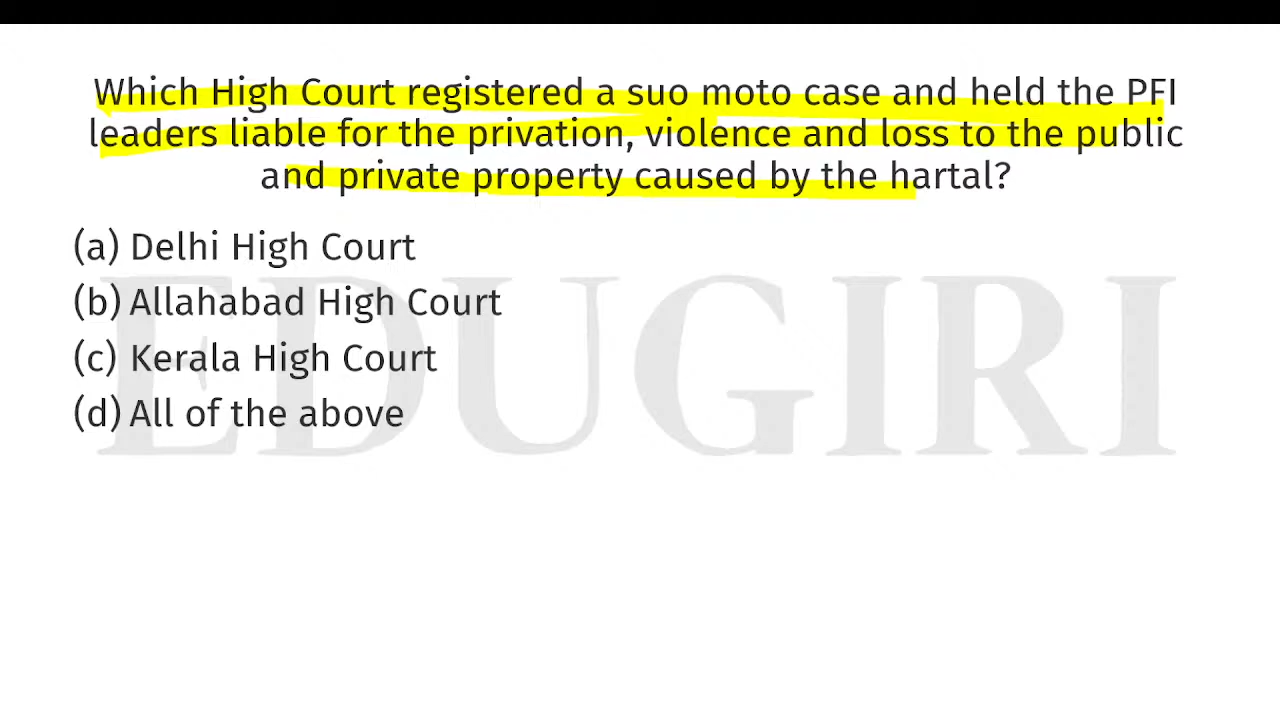 Which High Court registered a suo moto case and held the PFI
leaders liable for the privation, violence and loss to the public
and private property caused by the hartal?
(a) Delhi High Court
(b) Allahabad High Court
(c) Kerala High Court
(d) All of the above
EDUGIRI